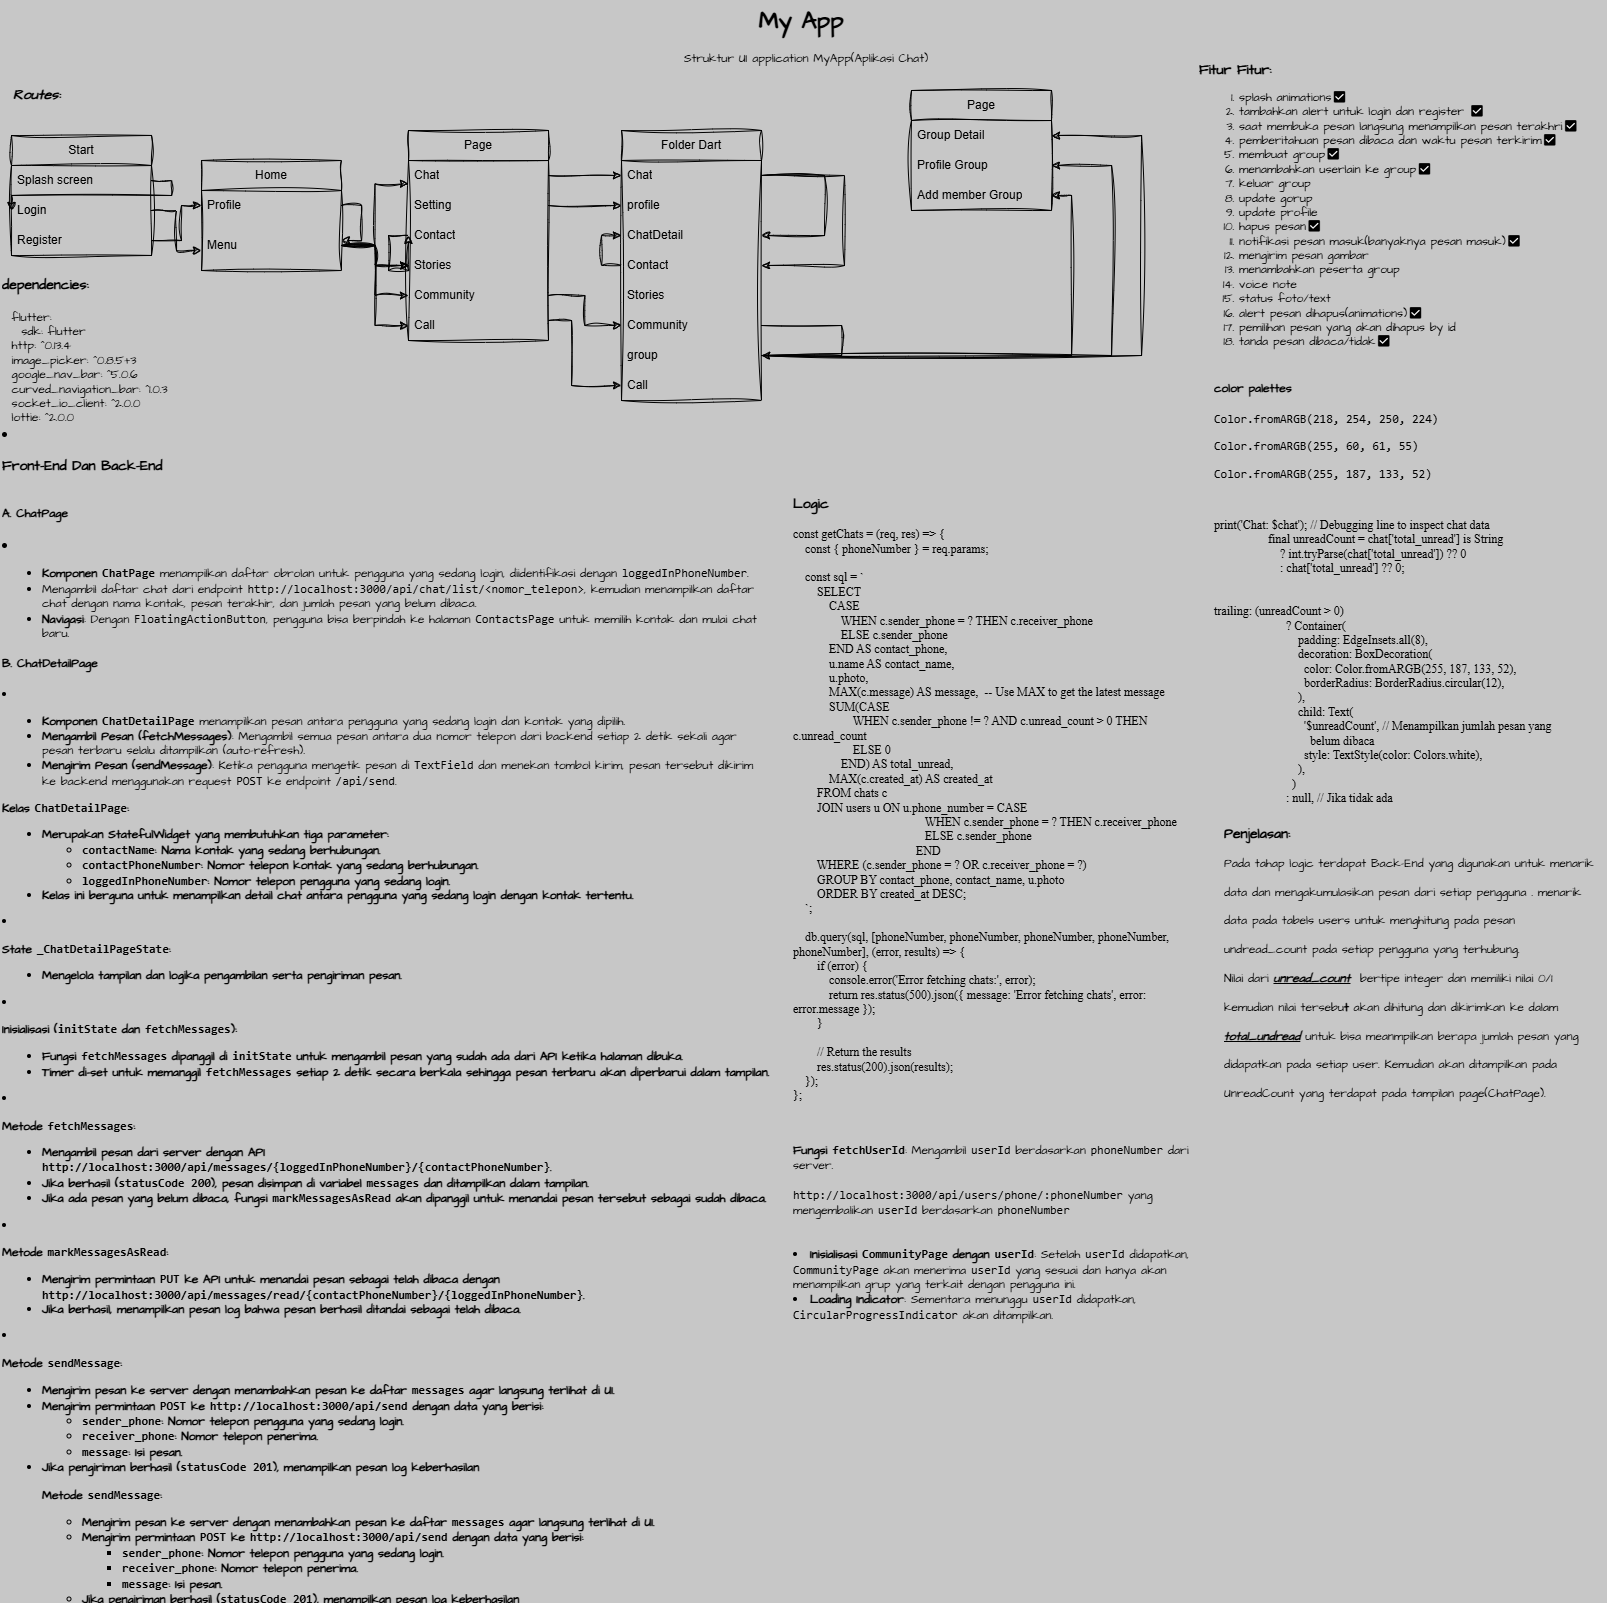 My App
Struktur UI application MyApp(Aplikasi Chat)
Routes:
Start
Splash screen
Login
Register
Home
Profile
Menu
Page
Chat
Setting
Contact
Stories
Community
Call
Folder Dart
Chat
profile
ChatDetail
Contact
Stories
Community
group
Call
Page
Group Detail
Profile Group
Add member Group
Fitur Fitur:
1. splash animations ✅
2. tambahkan alert untuk login dan register ✅
3. saat membuka pesan langsung menampilkan pesan terakhri ✅
4. pemberitahuan pesan dibaca dan waktu pesan terkirim ✅
5. membuat group ✅
6. menambahkan userlain ke group ✅
7. keluar group
8. update gorup
9. update profile
10. hapus pesan ✅
11. notifikasi pesan masuk(banyaknya pesan masuk) ✅
12. mengirim pesan gambar
13. menambahkan peserta group
14. voice note
15. status foto/text
16. alert pesan dihapus(animations) ✅
17. pemilihan pesan yang akan dihapus by id
18. tanda pesan dibaca/tidak ✅
dependencies:
flutter:
sdk: flutter
http: ^0.13.4
image_picker: ^0.8.5+3
google_nav_bar: ^5.0.6
curved_navigation_bar: ^1.0.3
socket_io_client: ^2.0.0
lottie: ^2.0.0
color palettes
Color.fromARGB(218, 254, 250, 224)
Color.fromARGB(255, 60, 61, 55)
Color.fromARGB(255, 187, 133, 52)
Front-End Dan Back-End
A. ChatPage
• Komponen ChatPage menampilkan daftar obrolan untuk pengguna yang sedang login, diidentifikasi dengan loggedInPhoneNumber.
• Mengambil daftar chat dari endpoint http://localhost:3000/api/chat/list/<nomor_telepon>, kemudian menampilkan daftar
chat dengan nama kontak, pesan terakhir, dan jumlah pesan yang belum dibaca.
• Navigasi: Dengan FloatingActionButton, pengguna bisa berpindah ke halaman ContactsPage untuk memilih kontak dan mulai chat
baru.
B. ChatDetailPage
• Komponen ChatDetailPage menampilkan pesan antara pengguna yang sedang login dan kontak yang dipilih.
• Mengambil Pesan (fetchMessages): Mengambil semua pesan antara dua nomor telepon dari backend setiap 2 detik sekali agar
pesan terbaru selalu ditampilkan (auto-refresh).
• Mengirim Pesan (sendMessage): Ketika pengguna mengetik pesan di TextField dan menekan tombol kirim, pesan tersebut dikirim
ke backend menggunakan request POST ke endpoint /api/send.
Kelas ChatDetailPage:
• Merupakan StatefulWidget yang membutuhkan tiga parameter:
◦ contactName: Nama kontak yang sedang berhubungan.
◦ contactPhoneNumber: Nomor telepon kontak yang sedang berhubungan.
◦ loggedInPhoneNumber: Nomor telepon pengguna yang sedang login.
• Kelas ini berguna untuk menampilkan detail chat antara pengguna yang sedang login dengan kontak tertentu.
State _ChatDetailPageState:
• Mengelola tampilan dan logika pengambilan serta pengiriman pesan.
Inisialisasi (initState dan fetchMessages):
• Fungsi fetchMessages dipanggil di initState untuk mengambil pesan yang sudah ada dari API ketika halaman dibuka.
• Timer di-set untuk memanggil fetchMessages setiap 2 detik secara berkala sehingga pesan terbaru akan diperbarui dalam tampilan.
Metode fetchMessages:
• Mengambil pesan dari server dengan API
http://localhost:3000/api/messages/{loggedInPhoneNumber}/{contactPhoneNumber}.
• Jika berhasil (statusCode 200), pesan disimpan di variabel messages dan ditampilkan dalam tampilan.
• Jika ada pesan yang belum dibaca, fungsi markMessagesAsRead akan dipanggil untuk menandai pesan tersebut sebagai sudah dibaca.
Metode markMessagesAsRead:
• Mengirim permintaan PUT ke API untuk menandai pesan sebagai telah dibaca dengan
http://localhost:3000/api/messages/read/{contactPhoneNumber}/{loggedInPhoneNumber}.
• Jika berhasil, menampilkan pesan log bahwa pesan berhasil ditandai sebagai telah dibaca.
Metode sendMessage:
• Mengirim pesan ke server dengan menambahkan pesan ke daftar messages agar langsung terlihat di UI.
• Mengirim permintaan POST ke http://localhost:3000/api/send dengan data yang berisi:
◦ sender_phone: Nomor telepon pengguna yang sedang login.
◦ receiver_phone: Nomor telepon penerima.
◦ message: Isi pesan.
• Jika pengiriman berhasil (statusCode 201), menampilkan pesan log keberhasilan
Metode sendMessage:
◦ Mengirim pesan ke server dengan menambahkan pesan ke daftar messages agar langsung terlihat di UI.
◦ Mengirim permintaan POST ke http://localhost:3000/api/send dengan data yang berisi:
▪ sender_phone: Nomor telepon pengguna yang sedang login.
▪ receiver_phone: Nomor telepon penerima.
▪ message: Isi pesan.
◦ Jika pengiriman berhasil (statusCode 201), menampilkan pesan log keberhasilan
Logic
const getChats = (req, res) => {
const { phoneNumber } = req.params;
const sql = `
SELECT
CASE
WHEN c.sender_phone = ? THEN c.receiver_phone
ELSE c.sender_phone
END AS contact_phone,
u.name AS contact_name,
u.photo,
MAX(c.message) AS message, -- Use MAX to get the latest message
SUM(CASE
WHEN c.sender_phone != ? AND c.unread_count > 0 THEN
c.unread_count
ELSE 0
END) AS total_unread,
MAX(c.created_at) AS created_at
FROM chats c
JOIN users u ON u.phone_number = CASE
WHEN c.sender_phone = ? THEN c.receiver_phone
ELSE c.sender_phone
END
WHERE (c.sender_phone = ? OR c.receiver_phone = ?)
GROUP BY contact_phone, contact_name, u.photo
ORDER BY created_at DESC;
`;
db.query(sql, [phoneNumber, phoneNumber, phoneNumber, phoneNumber,
phoneNumber], (error, results) => {
if (error) {
console.error('Error fetching chats:', error);
return res.status(500).json({ message: 'Error fetching chats', error:
error.message });
}
// Return the results
res.status(200).json(results);
});
};
Fungsi fetchUserId: Mengambil userId berdasarkan phoneNumber dari
server.
http://localhost:3000/api/users/phone/:phoneNumber yang
mengembalikan userId berdasarkan phoneNumber
• Inisialisasi CommunityPage dengan userId: Setelah userId didapatkan,
CommunityPage akan menerima userId yang sesuai dan hanya akan
menampilkan grup yang terkait dengan pengguna ini.
• Loading Indicator: Sementara menunggu userId didapatkan,
CircularProgressIndicator akan ditampilkan.
print('Chat: $chat'); // Debugging line to inspect chat data
final unreadCount = chat['total_unread'] is String
? int.tryParse(chat['total_unread']) ?? 0
: chat['total_unread'] ?? 0;
trailing: (unreadCount > 0)
? Container(
padding: EdgeInsets.all(8),
decoration: BoxDecoration(
color: Color.fromARGB(255, 187, 133, 52),
borderRadius: BorderRadius.circular(12),
),
child: Text(
'$unreadCount', // Menampilkan jumlah pesan yang
belum dibaca
style: TextStyle(color: Colors.white),
),
)
: null, // Jika tidak ada
Penjelasan:
Pada tahap logic terdapat Back-End yang digunakan untuk menarik
data dan mengakumulasikan pesan dari setiap pengguna . menarik
data pada tabels users untuk menghitung pada pesan
undread_count pada setiap pengguna yang terhubung.
Nilai dari unread_count bertipe integer dan memiliki nilai 0/1
kemudian nilai tersebut akan dihitung dan dikirimkan ke dalam
total_undread untuk bisa meanmpilkan berapa jumlah pesan yang
didapatkan pada setiap user. Kemudian akan ditampilkan pada
UnreadCount yang terdapat pada tampilan page(ChatPage).